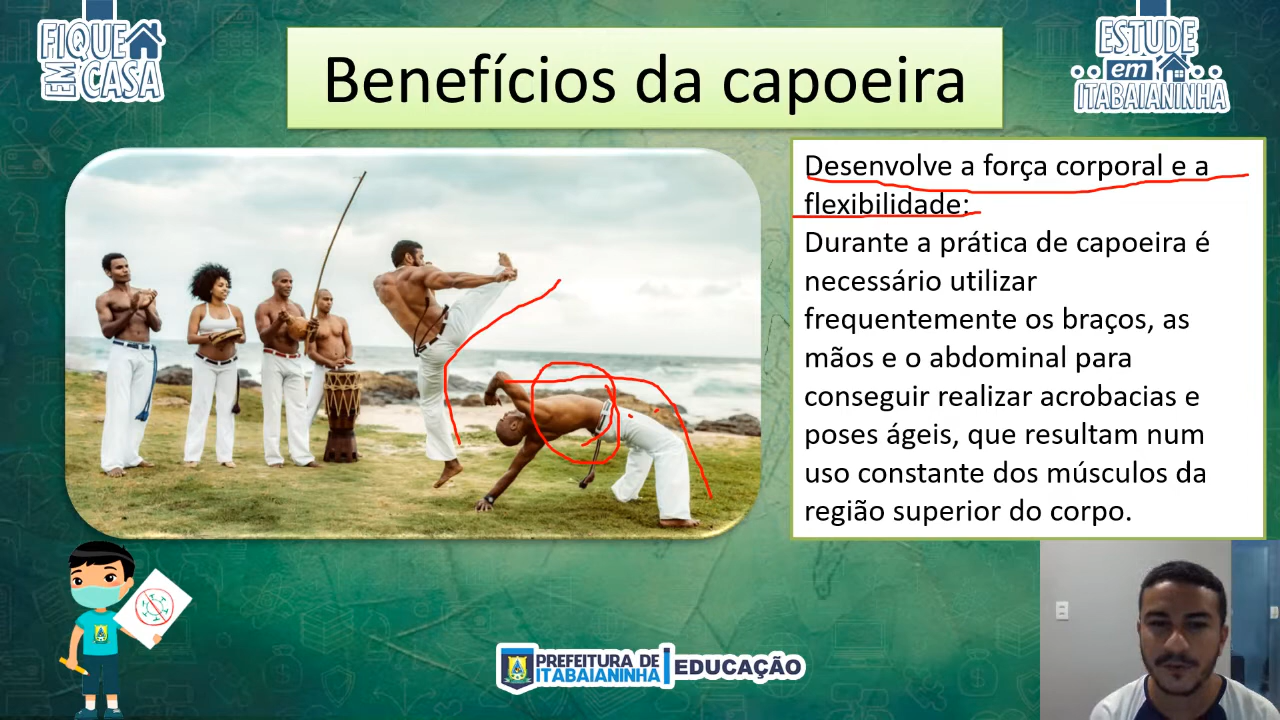 FIQUE
EM CASA
ESTUDE
em
ITABAIANINHA
Benefícios da capoeira
Desenvolve a força corporal e a
flexibilidade:
Durante a prática de capoeira é
necessário utilizar
frequentemente os braços, as
mãos e o abdominal para
conseguir realizar acrobacias e
poses ágeis, que resultam num
uso constante dos músculos da
região superior do corpo.
PREFEITURA DE
ITABAIANINHA
EDUCAÇÃO